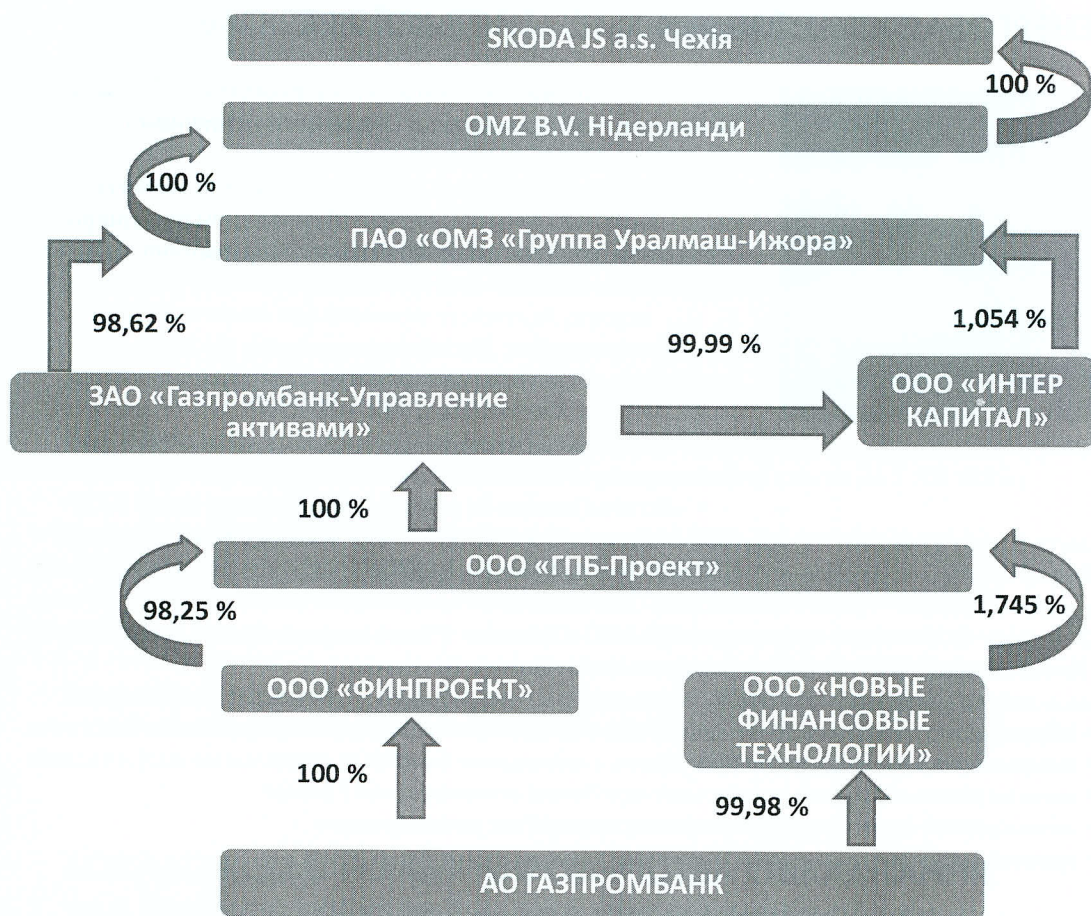 SKODA JS a.s. Чехія
100 %
OMZ B.V. Нідерланди
100 %
ПАО «ОМЗ «Группа Уралмаш-Ижора»
98,62 %
99,99 %
1,054 %
ЗАО «Газпромбанк-Управление
активами»
ООО «ИНТЕР
КАПИТАЛ»
100 %
ООО «ГПБ-Проект»
98,25 %
1,745 %
ООО «ФИНПРОЕКТ»
ООО «НОВЫЕ
ФИНАНСОВЫЕ
ТЕХНОЛОГИИ»
100 %
99,98 %
АО ГАЗПРОМБАНК